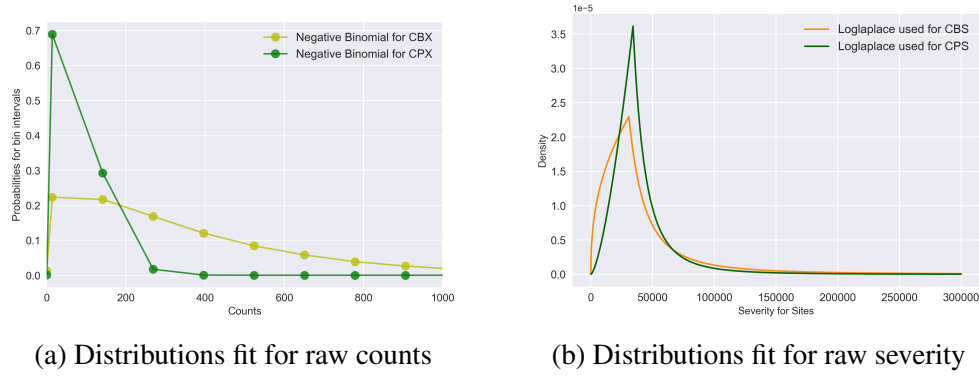 0.7
0.6
0.5
0.4
0.3
0.2
0.1
0.0
Probabilities for bin intervals
0 200 400 600 800 1000
Counts
Negative Binomial for CBX
Negative Binomial for CPX
(a) Distributions fit for raw counts
1e−5
3.5
3.0
2.5
2.0
1.5
1.0
0.5
0.0
Density
0 50000 100000 150000 200000 250000 300000
Severity for Sites
Loglaplace used for CBS
Loglaplace used for CPS
(b) Distributions fit for raw severity